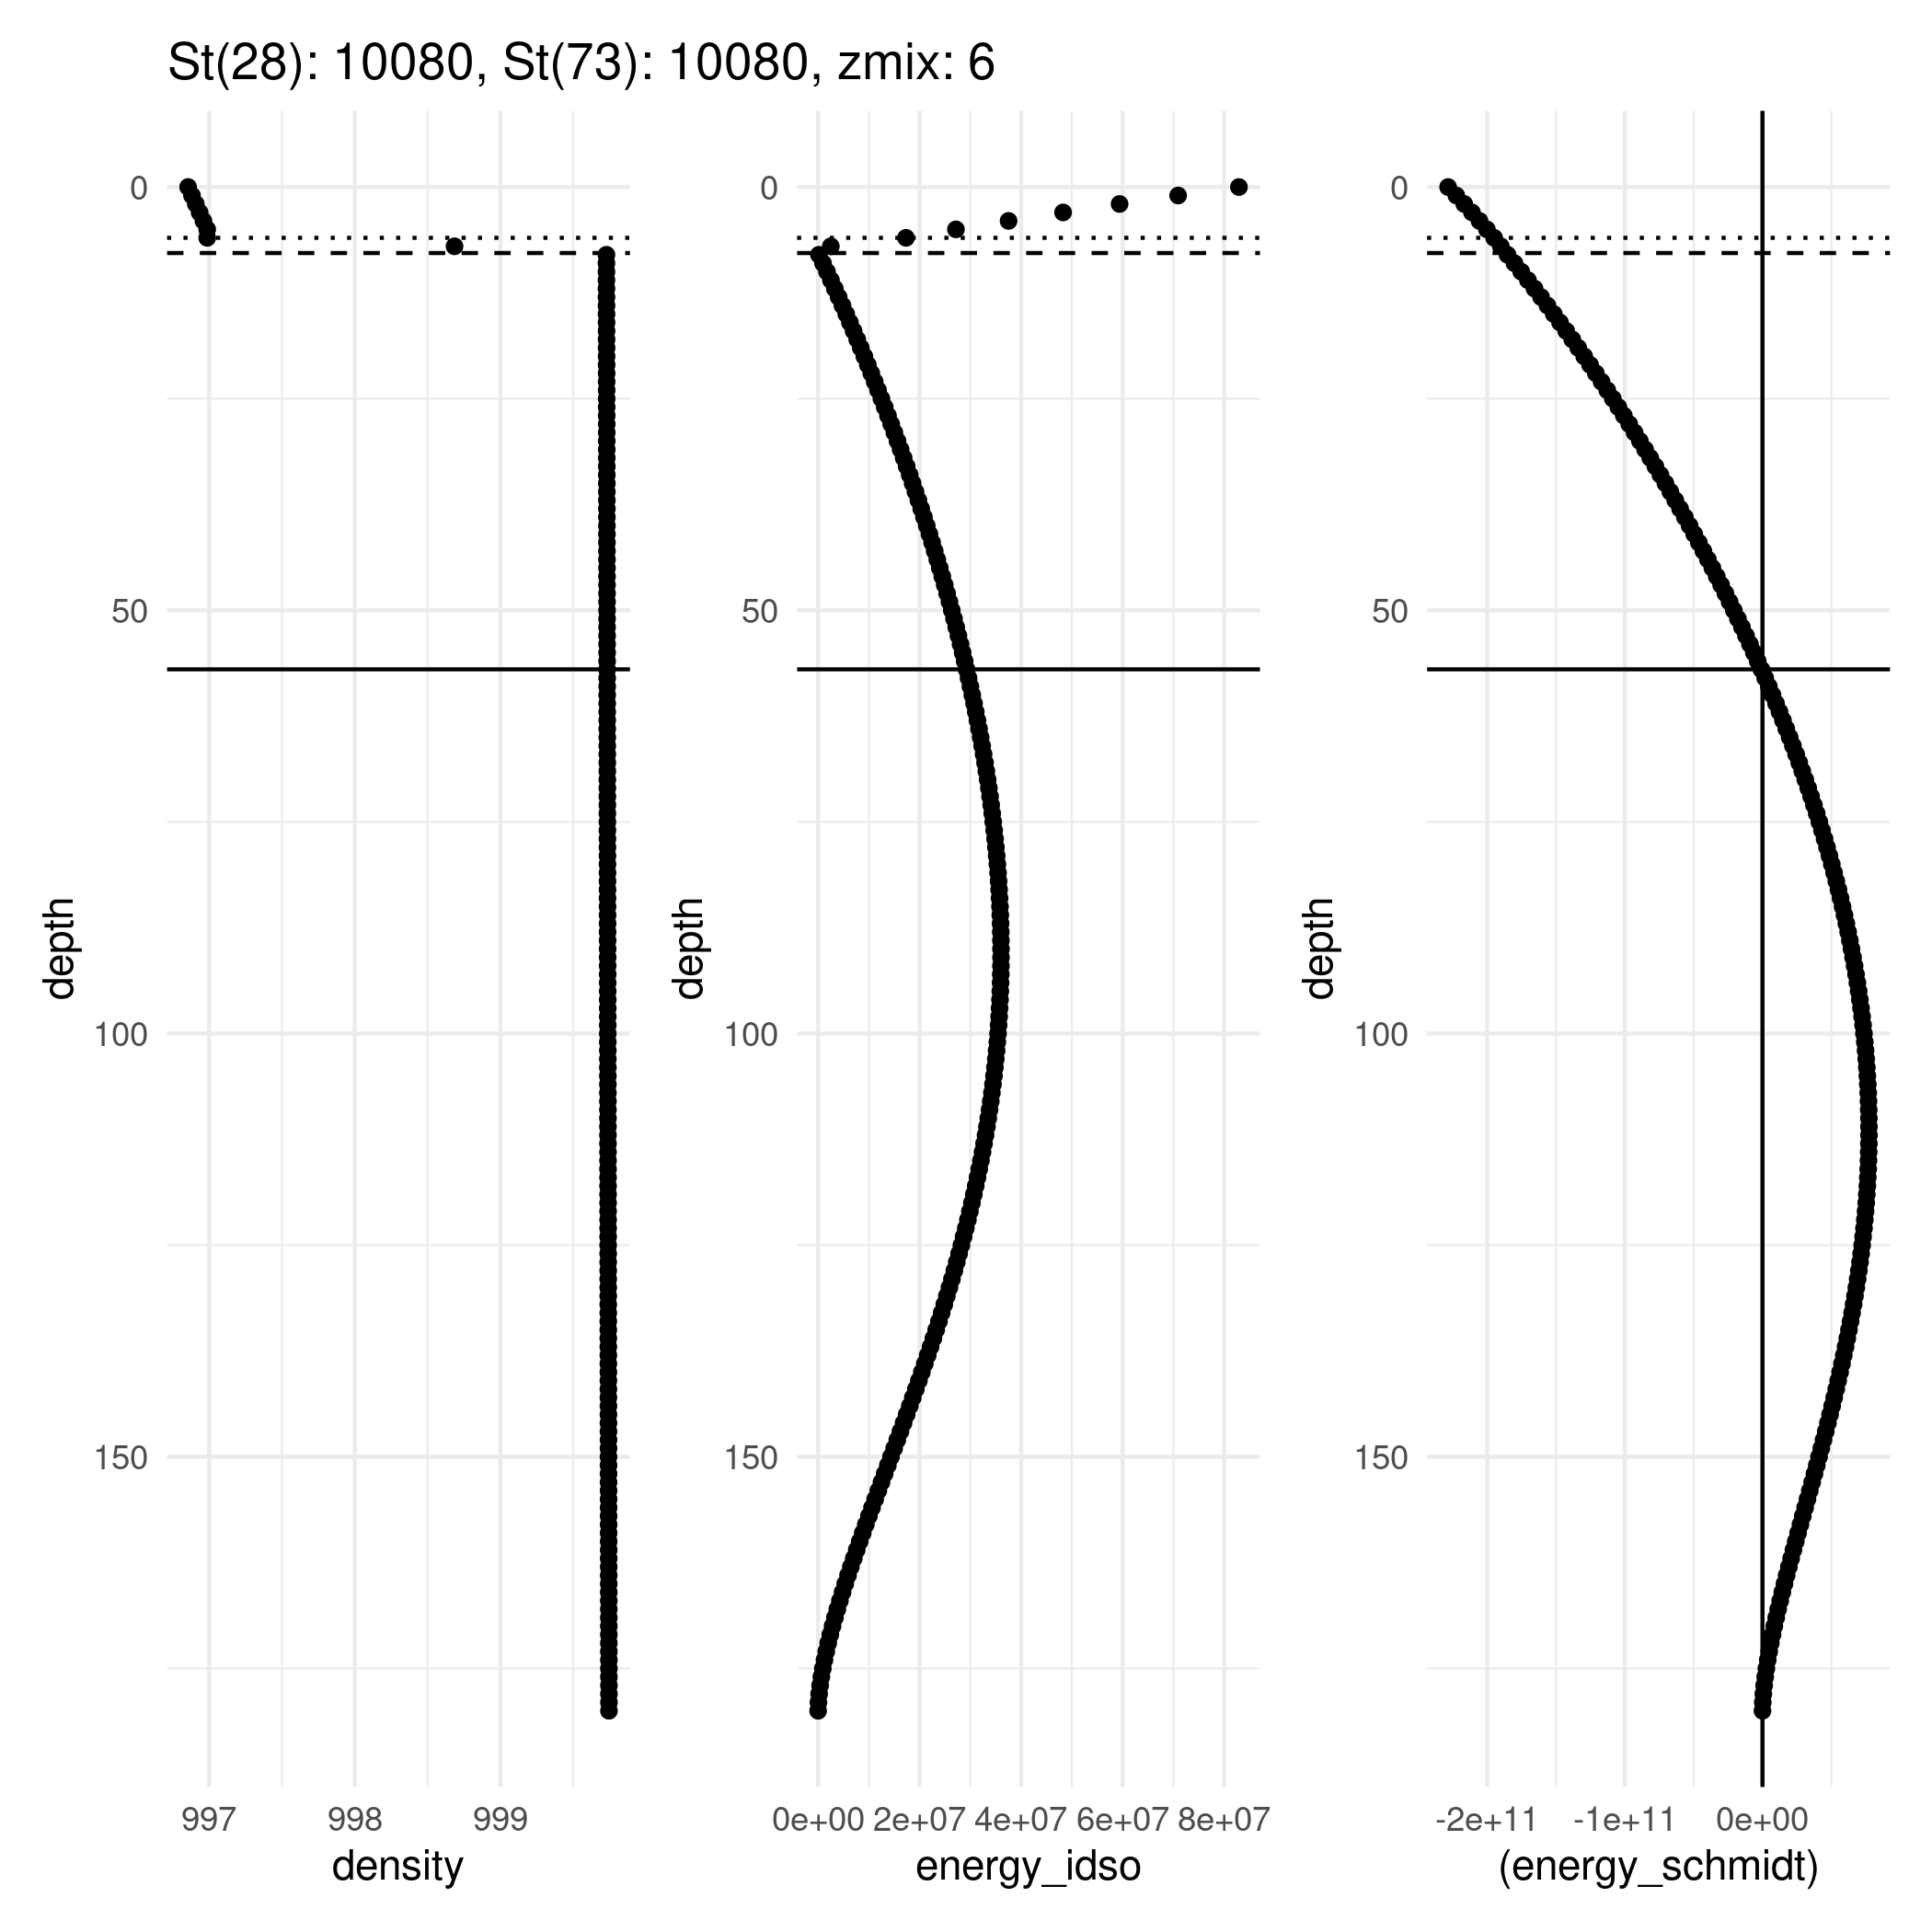 St(28): 10080, St(73): 10080, zmix: 6
0
50
100
150
depth
997 998 999
density
0
50
100
150
depth
0e+00 2e+07 4e+07 6e+07 8e+07
energy_idso
0
50
100
150
depth
-2e+11 -1e+11 0e+00
(energy_schmidt)